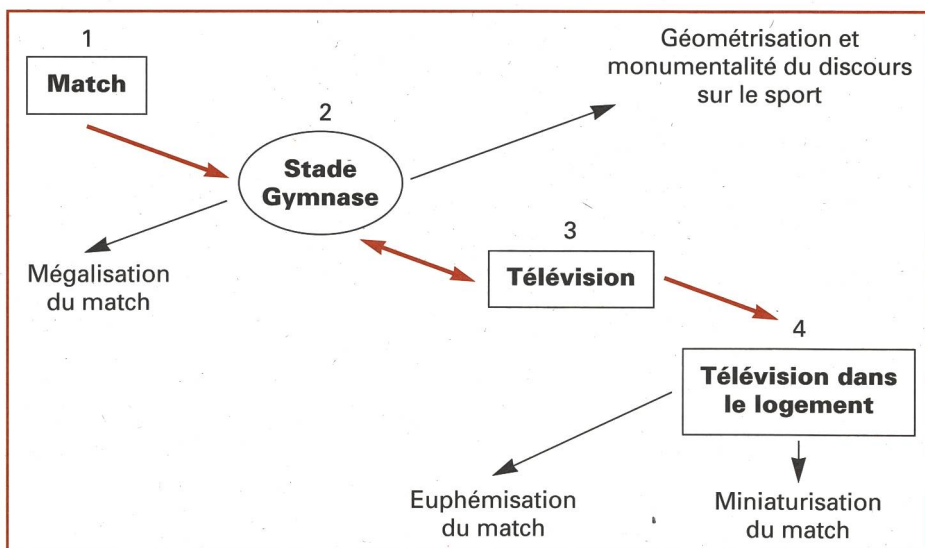 1
Match
Géométrisation et
monumentalité du discours
sur le sport
2
Stade
Gymnase
Mégalisation
du match
3
Télévision
4
Télévision dans
le logement
Euphémisation
du match
Miniaturisation
du match